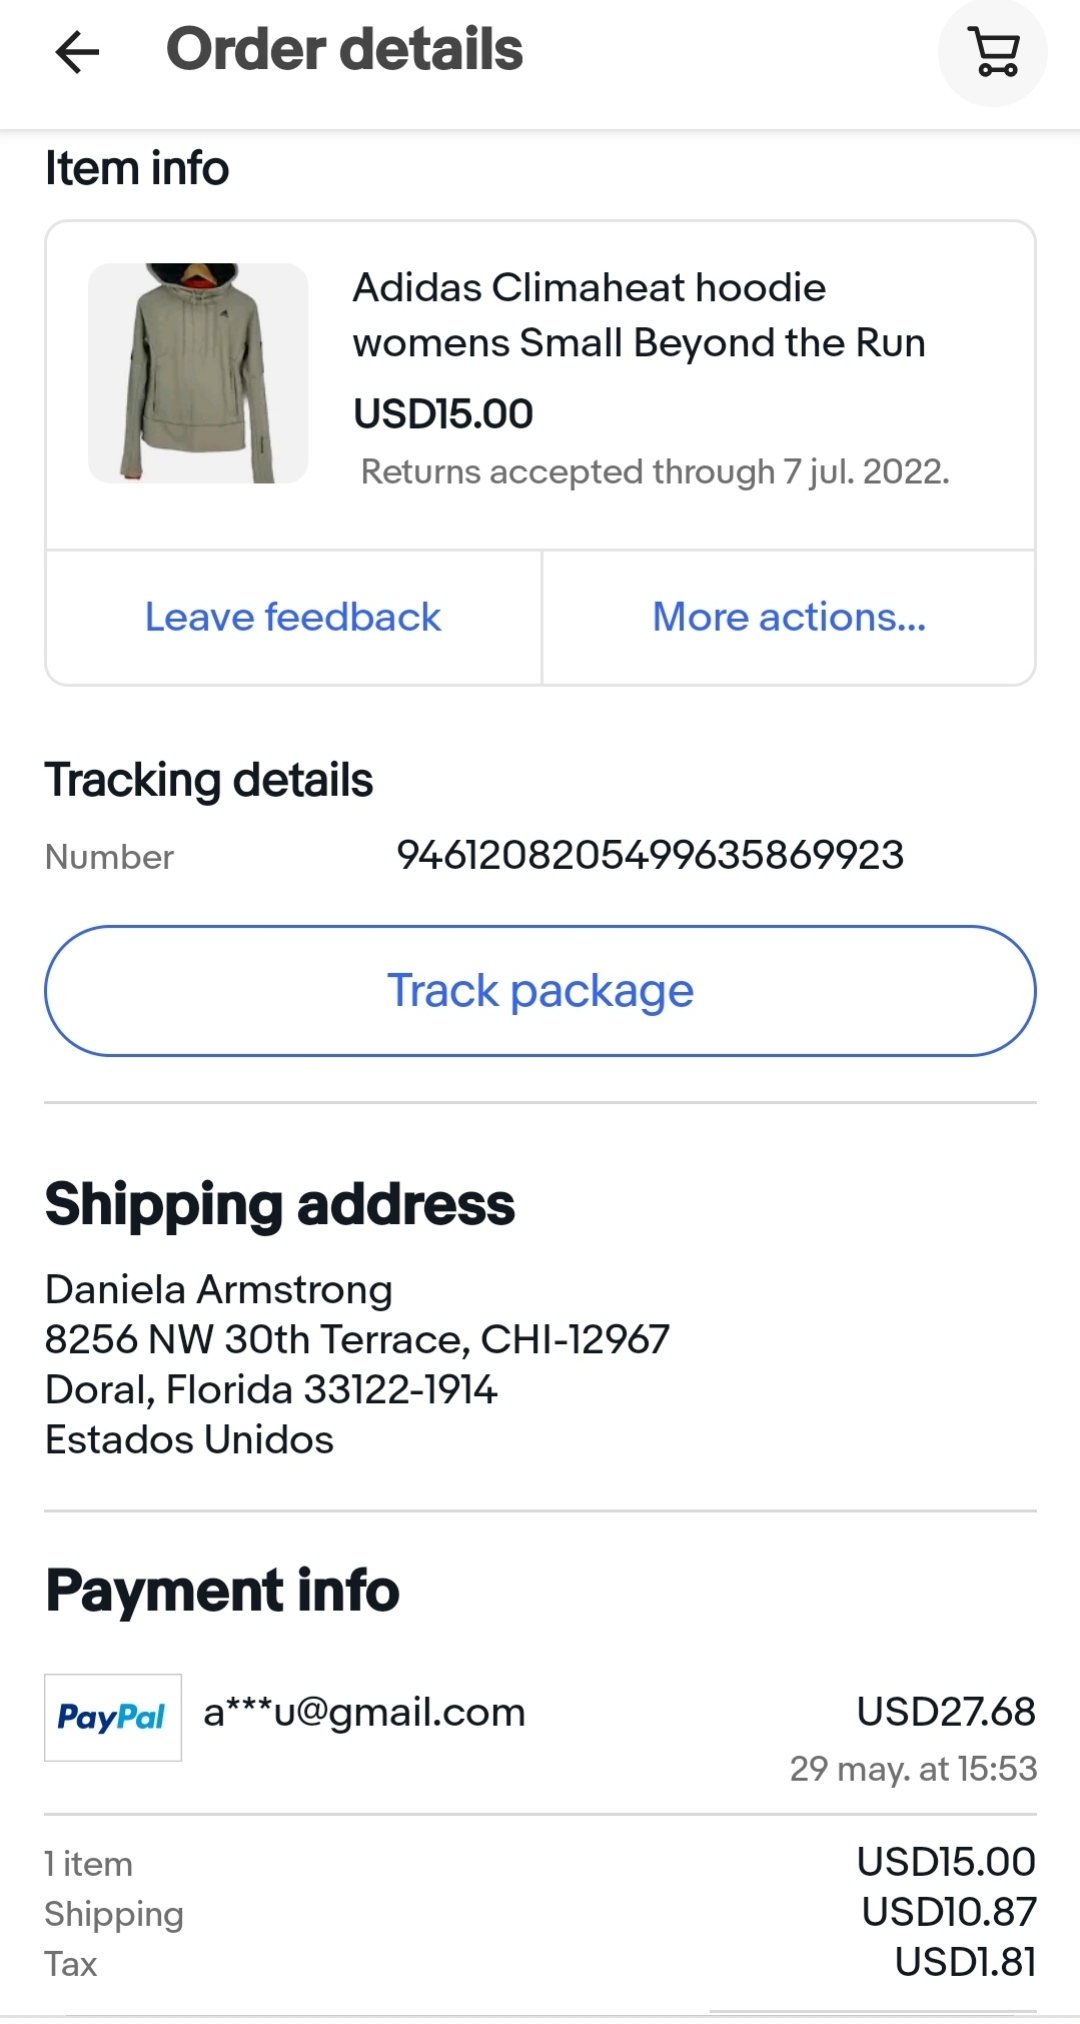 Order details
Item info
Adidas Climaheat hoodie
womens Small Beyond the Run
USD15.00
Returns accepted through 7 jul. 2022.
Leave feedback
More actions...
Tracking details
Number 9461208205499635869923
Track package
Shipping address
Daniela Armstrong
8256 NW 30th Terrace, CHI-12967
Doral, Florida 33122-1914
Estados Unidos
Payment info
PayPal a***u@gmail.com USD27.68
29 may. at 15:53
1 item USD15.00
Shipping USD10.87
Tax USD1.81